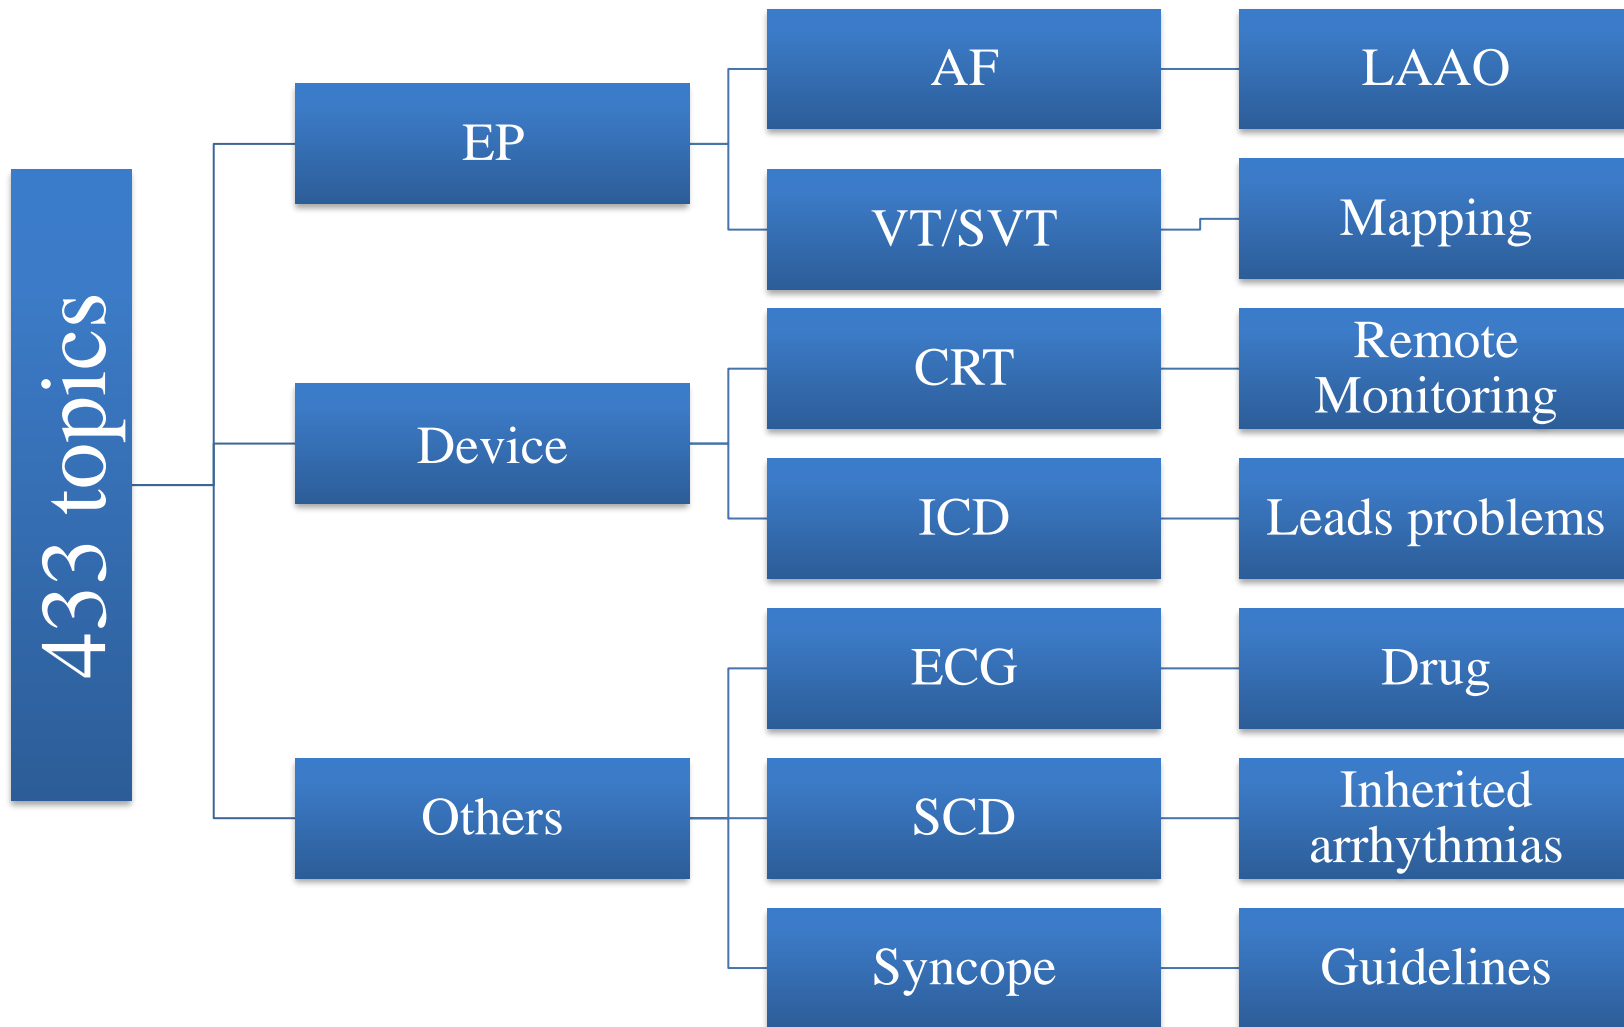 433 topics
EP
AF
LAAO
VT/SVT
Mapping
Device
CRT
Remote
Monitoring
ICD
Leads problems
Others
ECG
Drug
SCD
Inherited
arrhythmias
Syncope
Guidelines